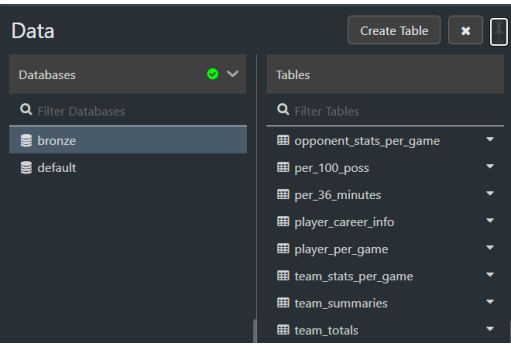 Data
Create Table
Databases
Filter Databases
bronze
default
Tables
Filter Tables
opponent_stats_per_game
per_100_poss
per_36_minutes
player_career_info
player_per_game
team_stats_per_game
team_summaries
team_totals